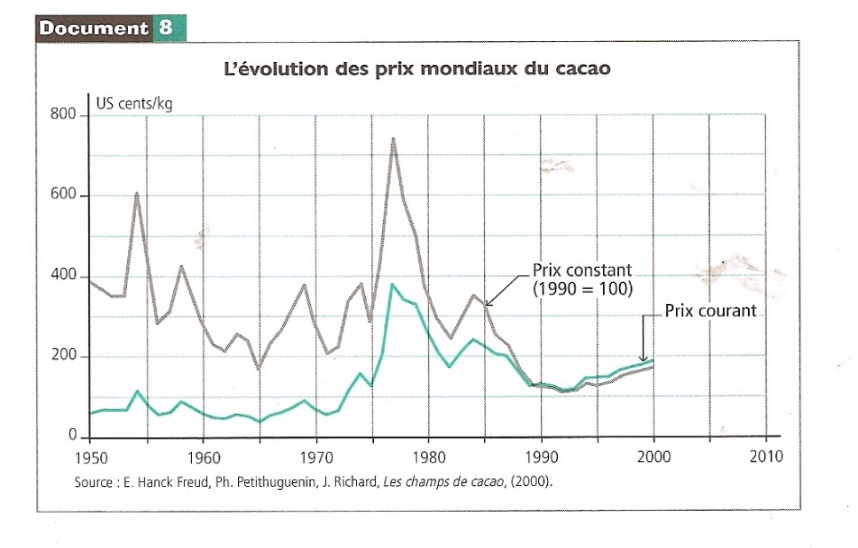 Document 8
L'évolution des prix mondiaux du cacao
US cents/kg
800
600
400
200
0
Prix constant
(1990 = 100)
Prix courant
1950 1960 1970 1980 1990 2000 2010
Source : E. Hanck Freud, Ph. Petithuguenin, J. Richard, Les champs de cacao, (2000).